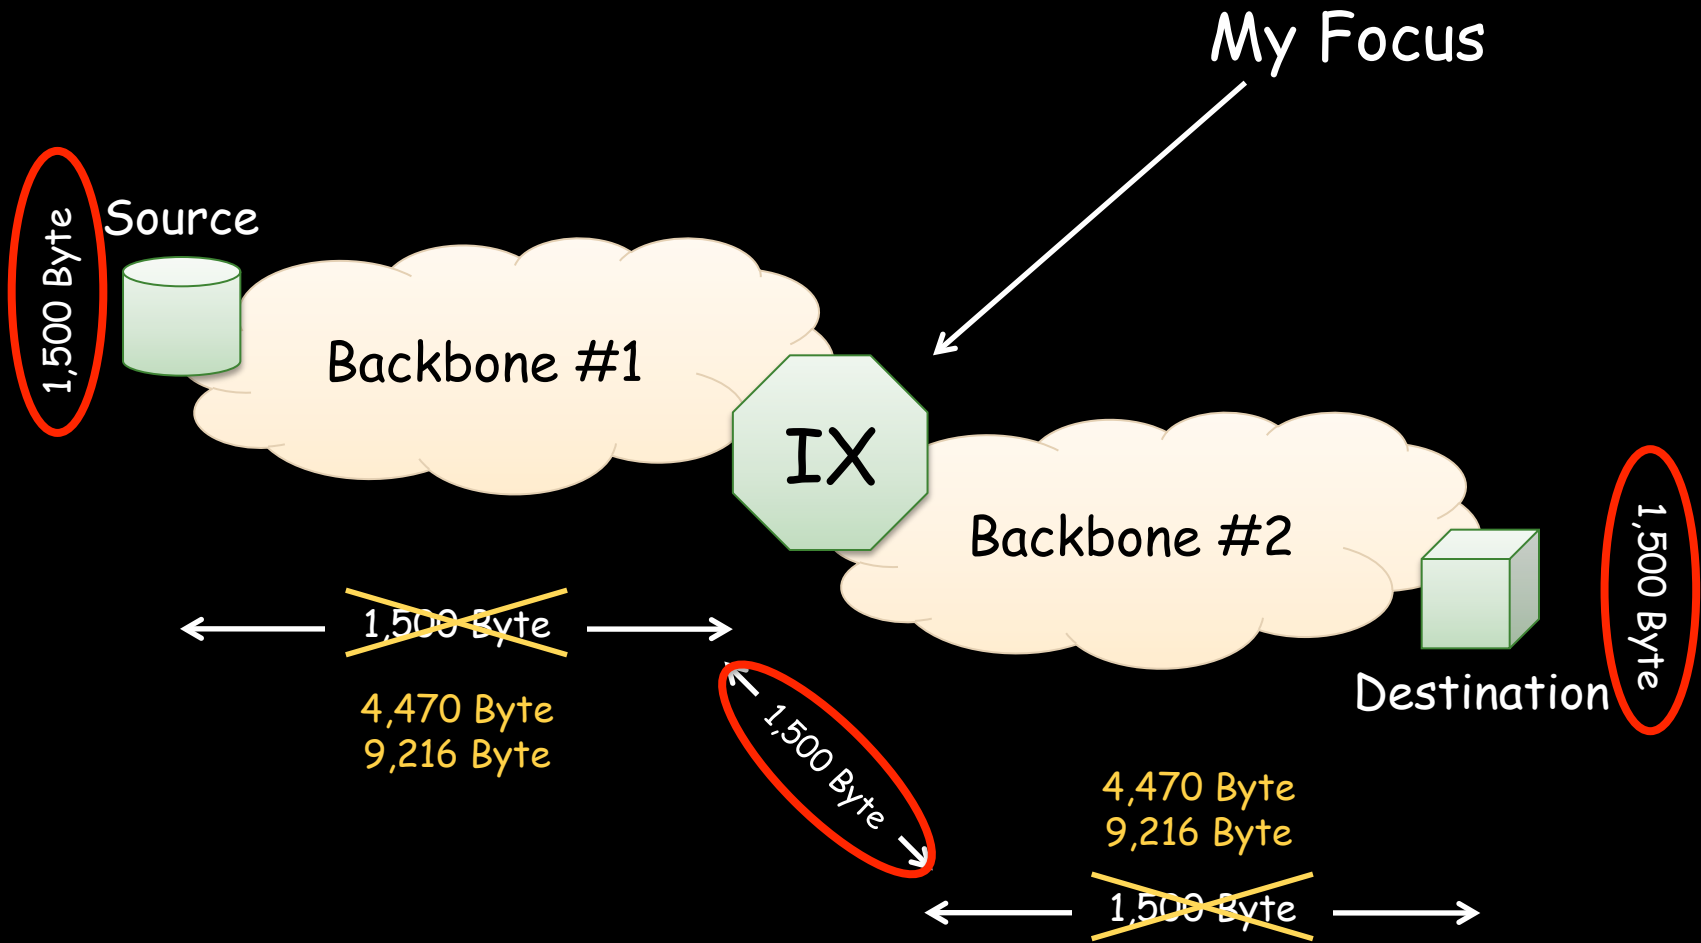 My Focus
Source
1,500 Byte
Backbone #1
IX
Backbone #2
1,500 Byte
Destination
1,500 Byte
4,470 Byte
9,216 Byte
1,500 Byte
4,470 Byte
9,216 Byte
1,500 Byte